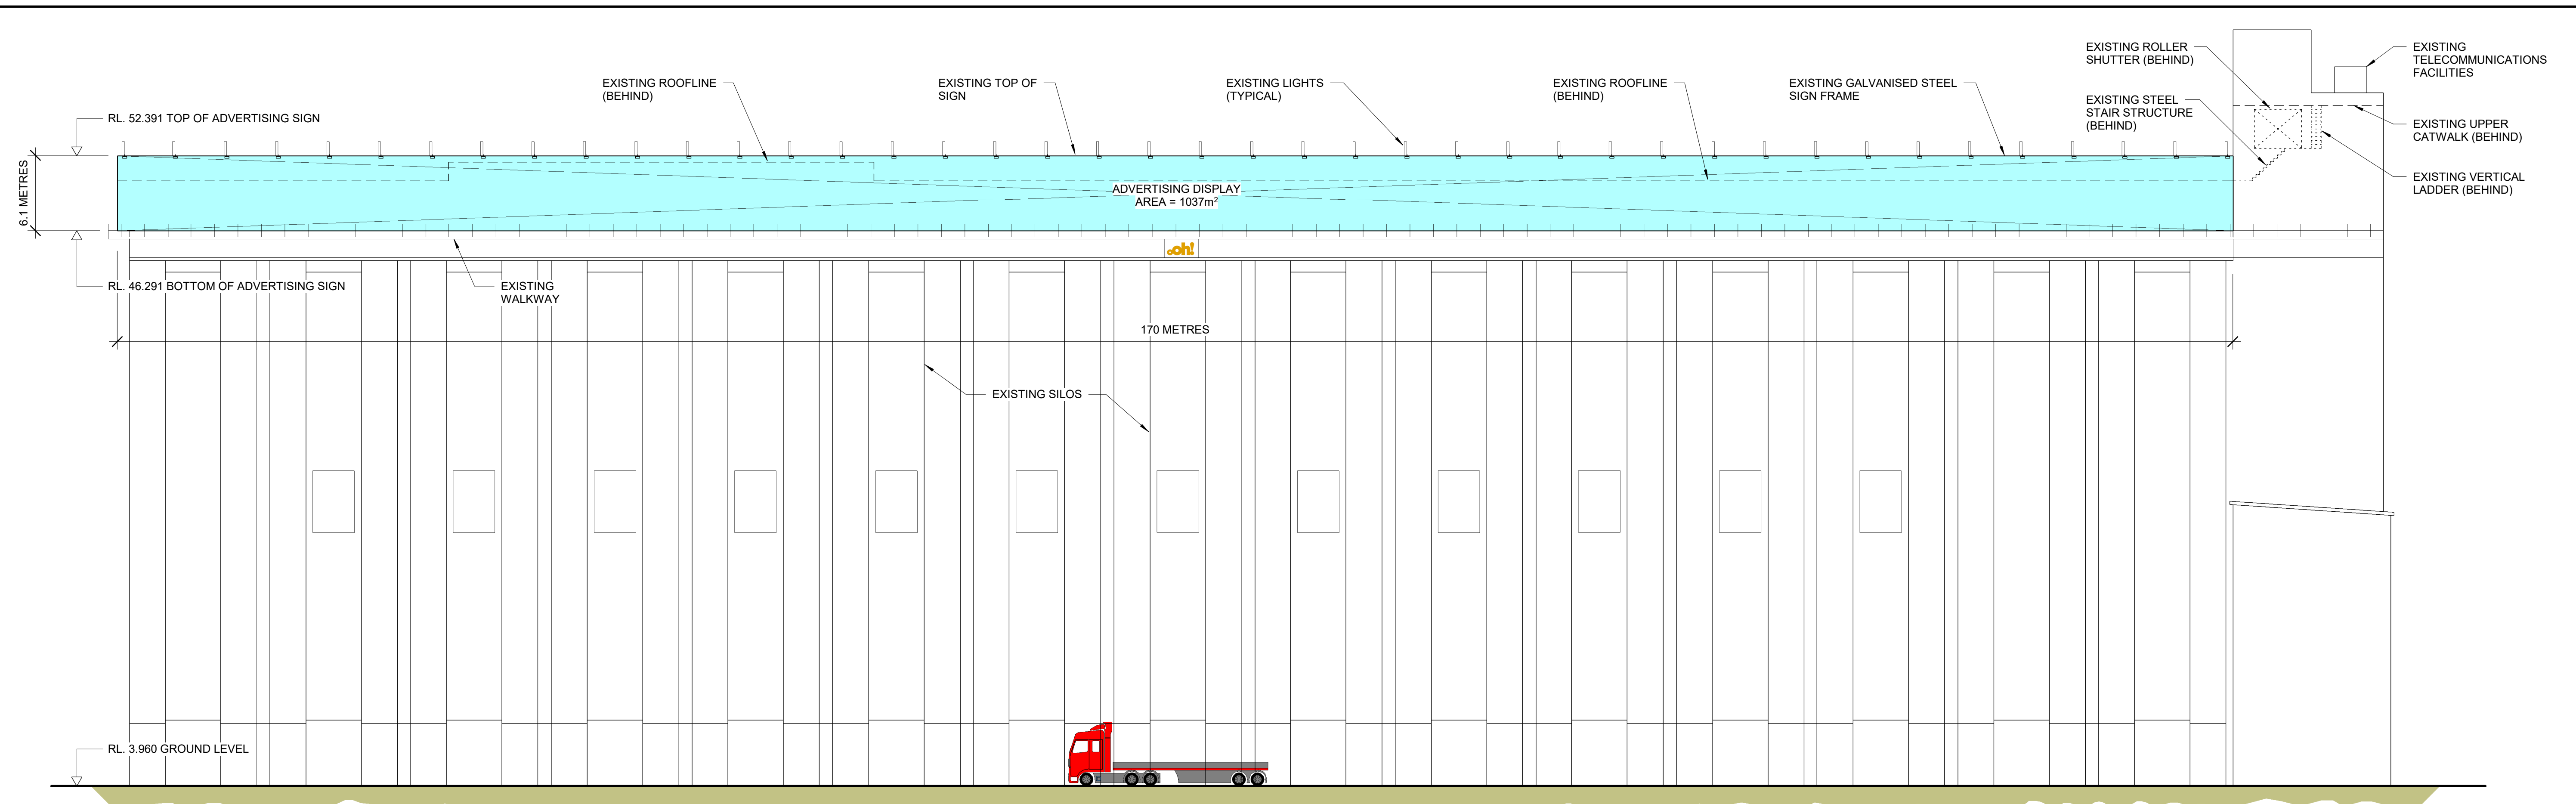 EXISTING ROOFLINE
(BEHIND)
EXISTING TOP OF
SIGN
EXISTING LIGHTS
(TYPICAL)
EXISTING ROOFLINE
(BEHIND)
EXISTING GALVANISED STEEL
SIGN FRAME
EXISTING ROLLER
SHUTTER (BEHIND)
EXISTING
TELECOMMUNICATIONS
FACILITIES
EXISTING STEEL
STAIR STRUCTURE
(BEHIND)
EXISTING UPPER
CATWALK (BEHIND)
EXISTING VERTICAL
LADDER (BEHIND)
RL. 52.391 TOP OF ADVERTISING SIGN
6.1 METRES
ADVERTISING DISPLAY
AREA = 1037m²
ooh!
RL. 46.291 BOTTOM OF ADVERTISING SIGN
EXISTING
WALKWAY
170 METRES
EXISTING SILOS
RL. 3.960 GROUND LEVEL